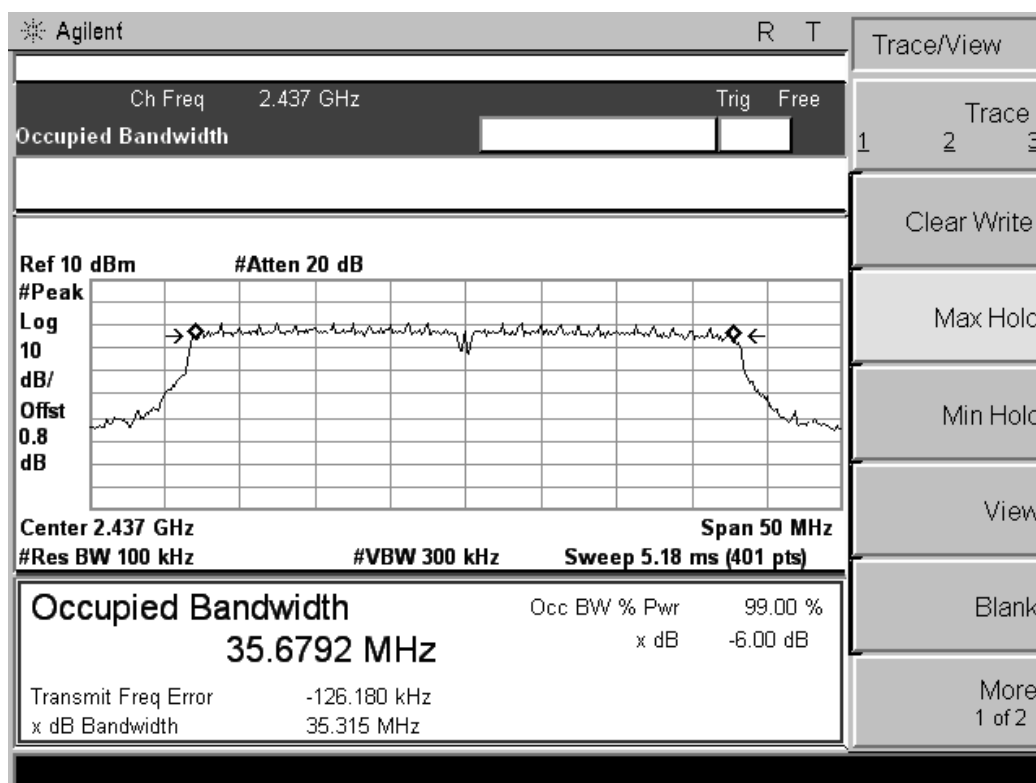 Agilent R T
Trace/View
Ch Freq 2.437 GHz Trig Free
Occupied Bandwidth
Trace
1 2 3
Clear Write
Max Hold
Min Hold
View
Blank
More
1 of 2
Ref 10 dBm #Atten 20 dB
#Peak
Log
10
dB/
Offst
0.8
dB
Center 2.437 GHz Span 50 MHz
#Res BW 100 kHz #VBW 300 kHz Sweep 5.18 ms (401 pts)
Occupied Bandwidth
35.6792 MHz
Occ BW % Pwr 99.00 %
x dB -6.00 dB
Transmit Freq Error -126.180 kHz
x dB Bandwidth 35.315 MHz